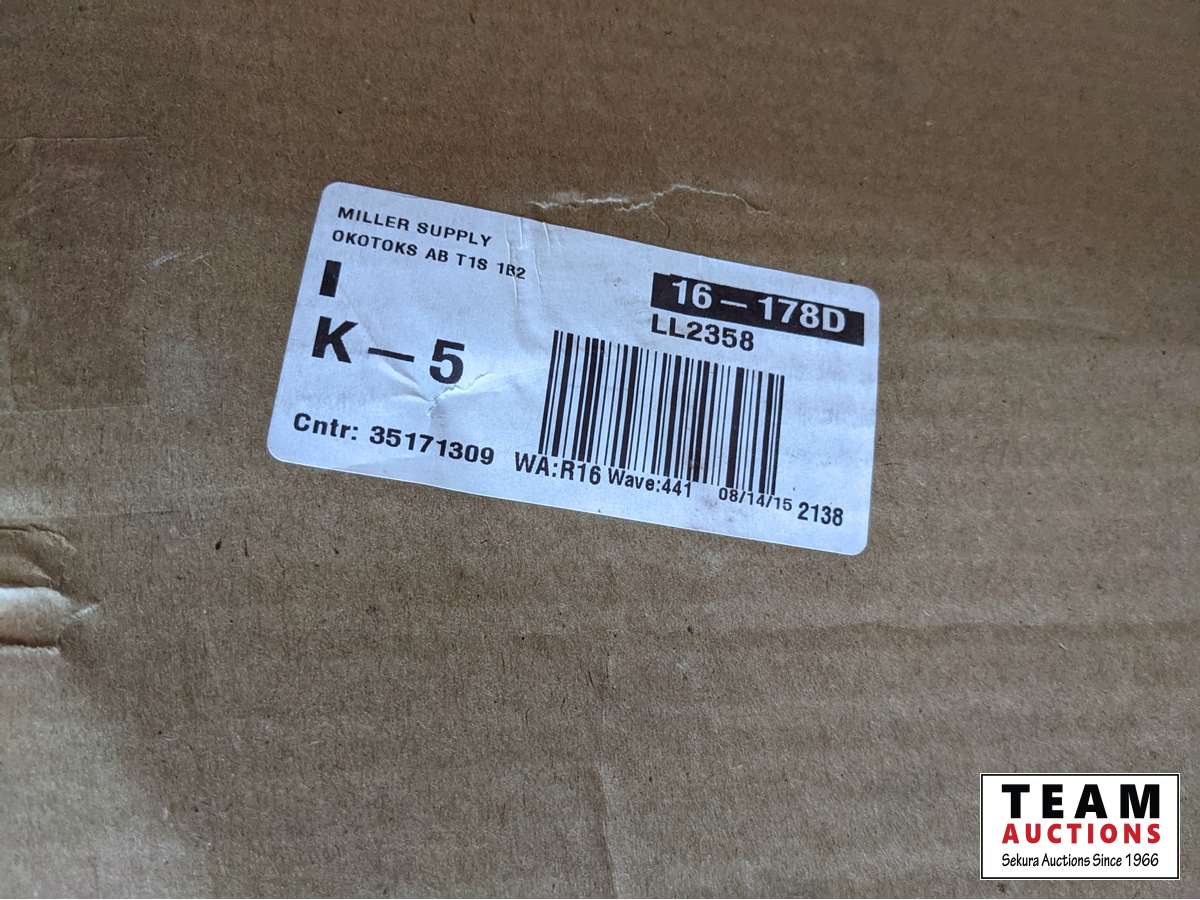 MILLER SUPPLY
OKOTOKS AB T1S 1B2
I
K – 5
16 – 178D
LL2358
Cntr: 35171309 WA:R16 Wave:441 08/14/15 2138
TEAM
AUCTIONS
Sekura Auctions Since 1966